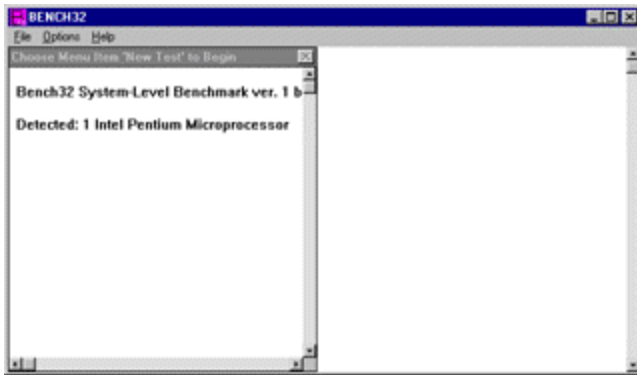 BENCH32
File Options Help
Choose Menu Item "New Test" to Begin
Bench32 System-Level Benchmark ver. 1 b
Detected: 1 Intel Pentium Microprocessor